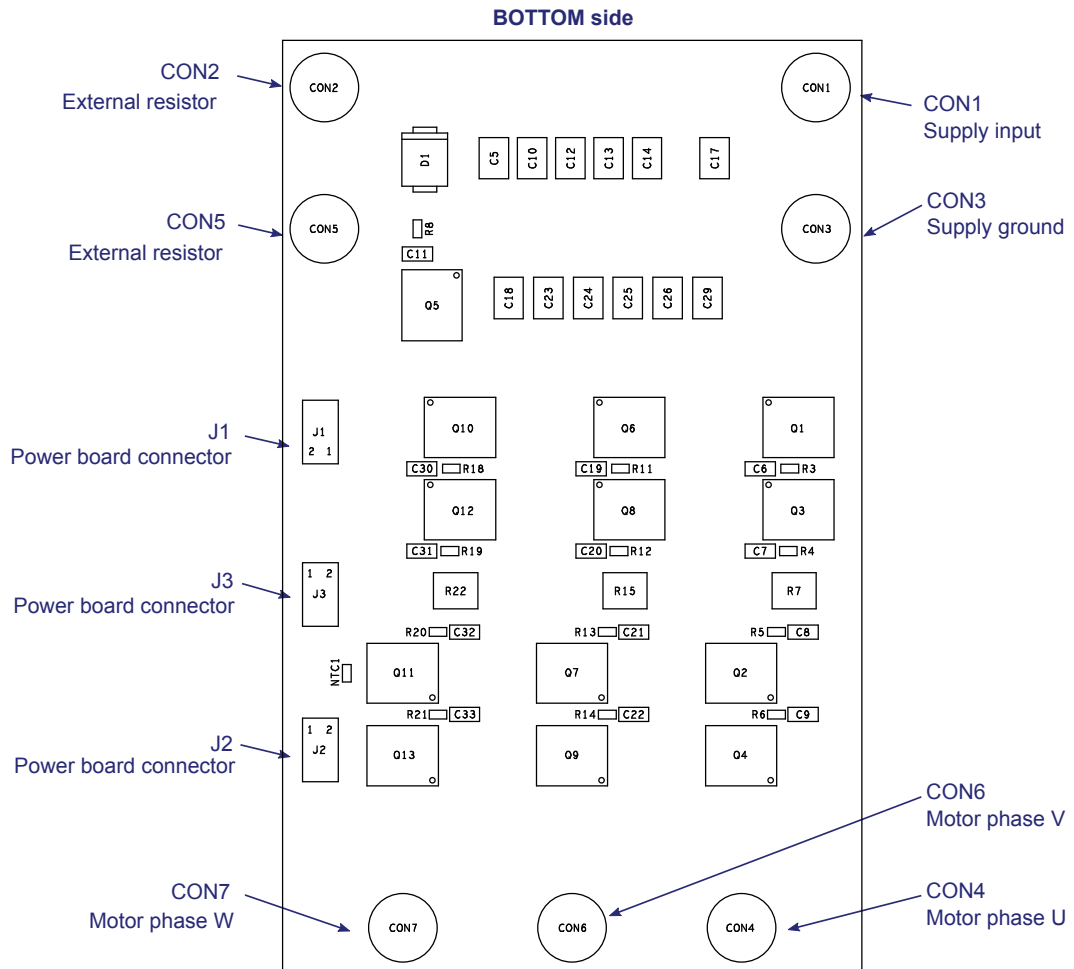 BOTTOM side
CON2
External resistor
CON2
CON1
CON1
Supply input
D1
C5
C10
C12
C13
C14
C17
CON5
External resistor
CON5
CON3
CON3
Supply ground
R8
C11
Q5
C18
C23
C24
C25
C26
C29
J1
Power board connector
J1
2 1
Q10
Q6
Q1
C30
R18
C19
R11
C6
R3
Q12
Q8
Q3
C31
R19
C20
R12
C7
R4
J3
Power board connector
1 2
J3
R22
R15
R7
R20
C32
R13
C21
R5
C8
NTC1
Q11
Q7
Q2
R21
C33
R14
C22
R6
C9
J2
Power board connector
1 2
J2
Q13
Q9
Q4
CON6
Motor phase V
CON7
Motor phase W
CON7
CON6
CON4
CON4
Motor phase U